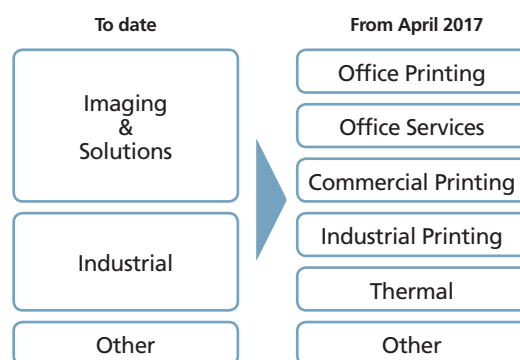 To date
Imaging
&
Solutions
Industrial
Other
From April 2017
Office Printing
Office Services
Commercial Printing
Industrial Printing
Thermal
Other